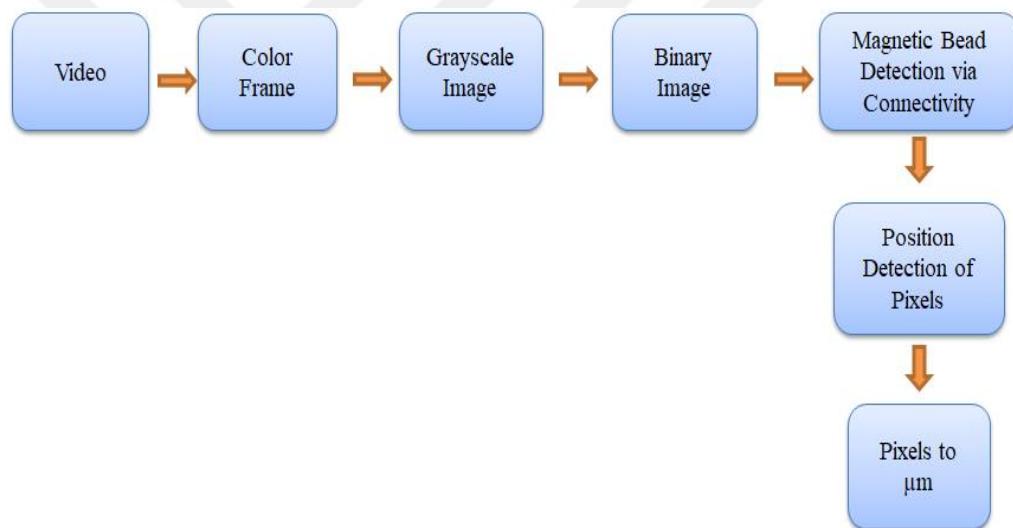 Video
Color
Frame
Grayscale
Image
Binary
Image
Magnetic Bead
Detection via
Connectivity
Position
Detection of
Pixels
Pixels to
µm